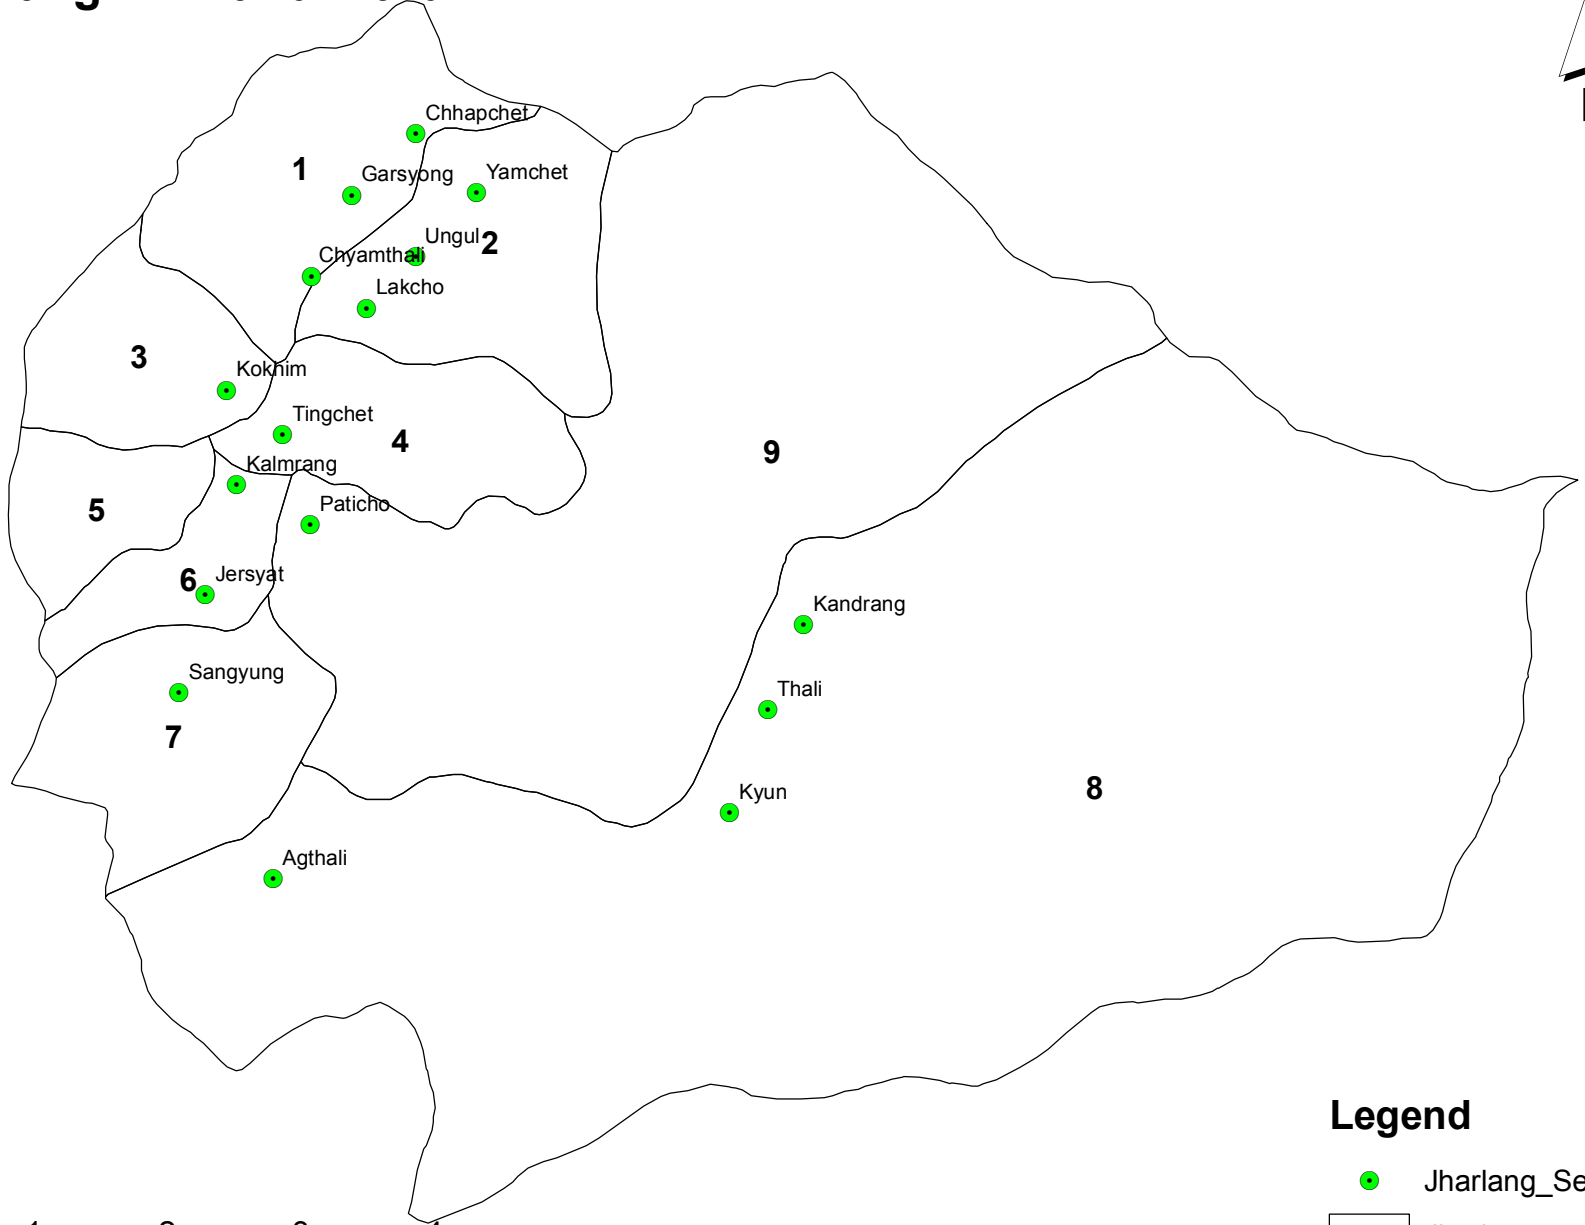 Chhapchet
1
Garsyong
Yamchet
Ungul
2
Chyamthali
Lakcho
3
Kokhim
Tingchet
4
9
Kalmrang
5
Paticho
6
Jersyat
Kandrang
Sangyung
Thali
7
8
Kyun
Agthali
Legend
Jharlang_Se